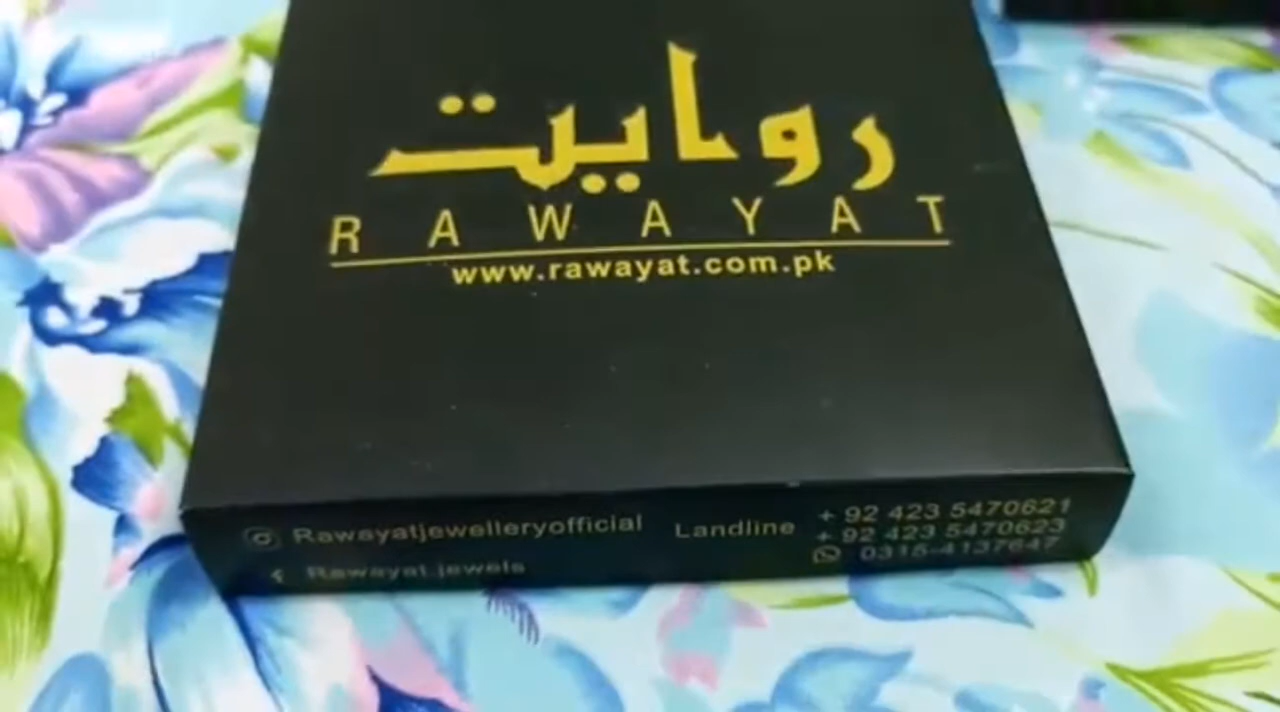 روایت
RAWAYAT
www.rawayat.com.pk
Rawayatjewelleryofficial
Rawayat.jewels
Landline
+ 92 423 5470621
+ 92 423 5470623
0315-4137647